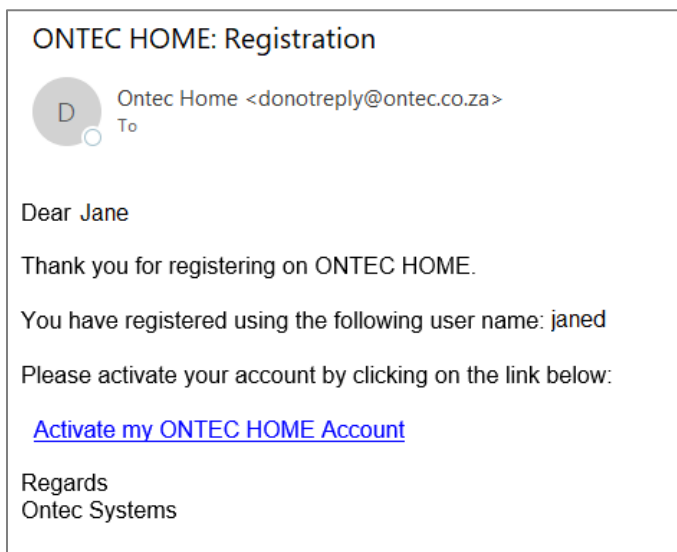 ONTEC HOME: Registration
D
Ontec Home <donotreply@ontec.co.za>
To
Dear Jane
Thank you for registering on ONTEC HOME.
You have registered using the following user name: janed
Please activate your account by clicking on the link below:
Activate my ONTEC HOME Account
Regards
Ontec Systems